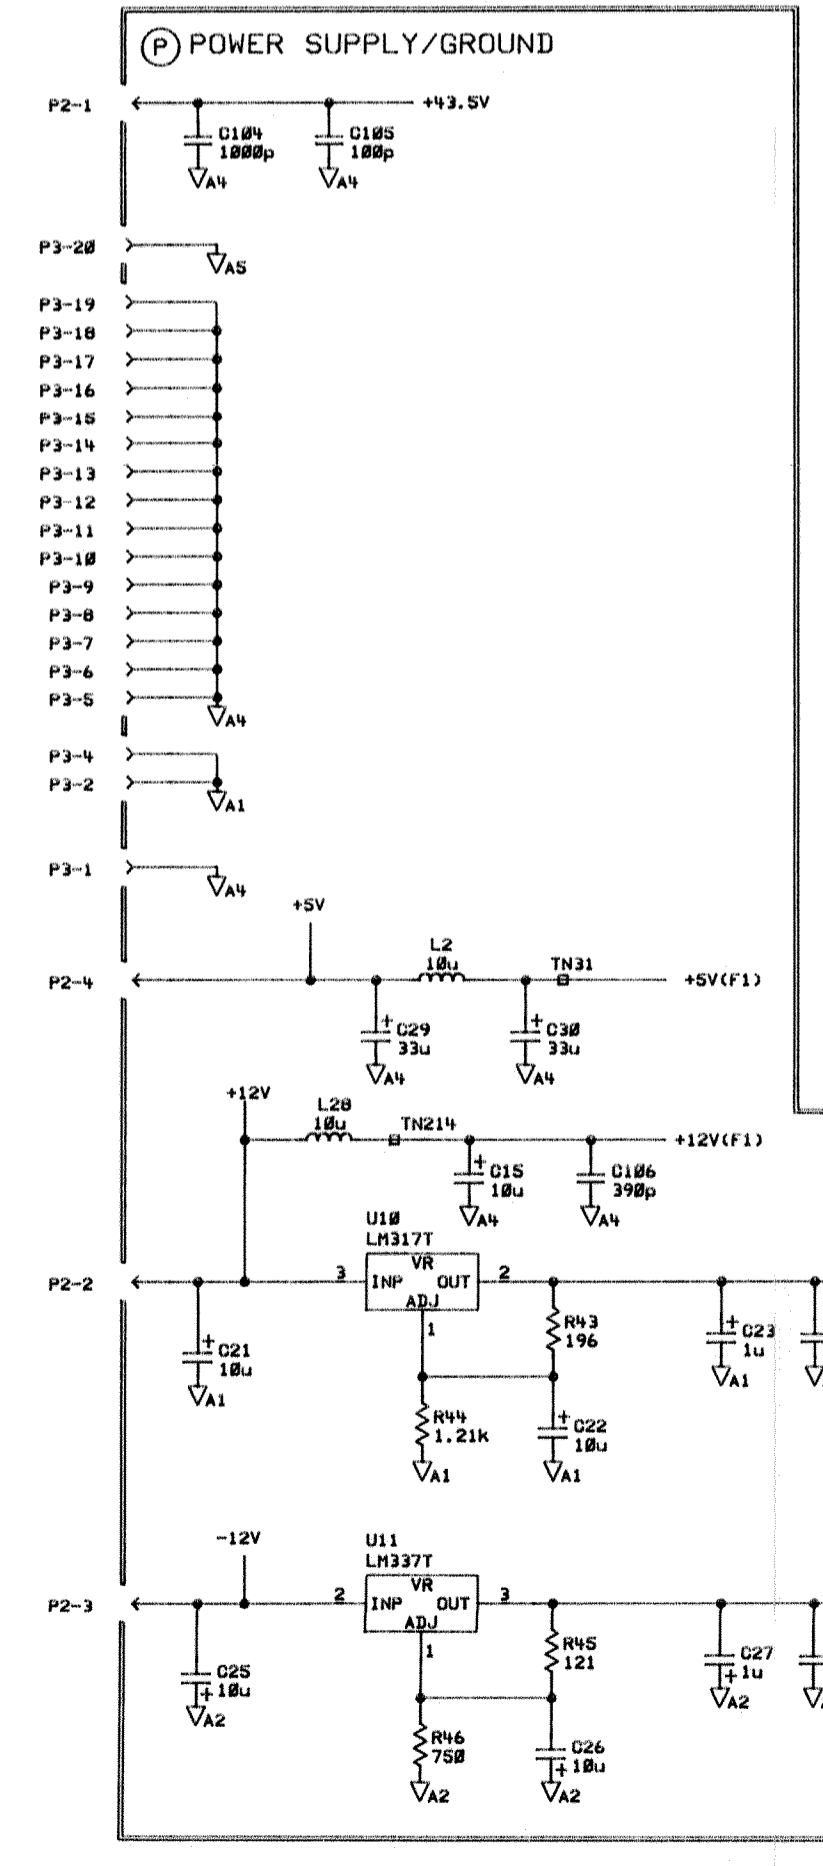 P POWER SUPPLY/GROUND
P2-1
+43.5V
C104
1000p
A4
C105
100p
A4
P3-20
A5
P3-19
P3-18
P3-17
P3-16
P3-15
P3-14
P3-13
P3-12
P3-11
P3-10
P3-9
P3-8
P3-7
P3-6
P3-5
A4
P3-4
P3-2
A1
P3-1
A4
+5V
P2-4
L2
10u
TN31
+5V(F1)
+
C29
33u
A4
+
C30
33u
A4
+12V
L28
10u
TN214
+12V(F1)
+
C15
10u
A4
C106
390p
A4
U10
LM317T
P2-2
3
VR
INP OUT
ADJ
2
1
+
C21
10u
A1
R43
196
R44
1.21k
A1
+
C22
10u
A1
+
C23
1u
A1
-12V
U11
LM337T
P2-3
2
VR
INP OUT
ADJ
3
1
C25
+
10u
A2
R45
121
R46
750
A2
C26
+
10u
A2
C27
+
1u
A2